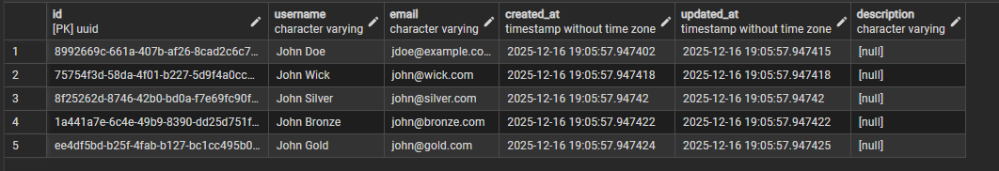 id username email created_at updated_at description
[PK] uuid character varying character varying timestamp without time zone timestamp without time zone character varying
1 8992669c-661a-407b-af26-8cad2c6c7... John Doe jdoe@example.co... 2025-12-16 19:05:57.947402 2025-12-16 19:05:57.947415 [null]
2 75754f3d-58da-4f01-b227-5d9f4a0cc... John Wick john@wick.com 2025-12-16 19:05:57.947418 2025-12-16 19:05:57.947418 [null]
3 8f25262d-8746-42b0-bd0a-f7e69fc90f... John Silver john@silver.com 2025-12-16 19:05:57.94742 2025-12-16 19:05:57.94742 [null]
4 1a441a7e-6c4e-49b9-8390-dd25d751f... John Bronze john@bronze.com 2025-12-16 19:05:57.947422 2025-12-16 19:05:57.947422 [null]
5 ee4df5bd-b25f-4fab-b127-bc1cc495b0... John Gold john@gold.com 2025-12-16 19:05:57.947424 2025-12-16 19:05:57.947425 [null]